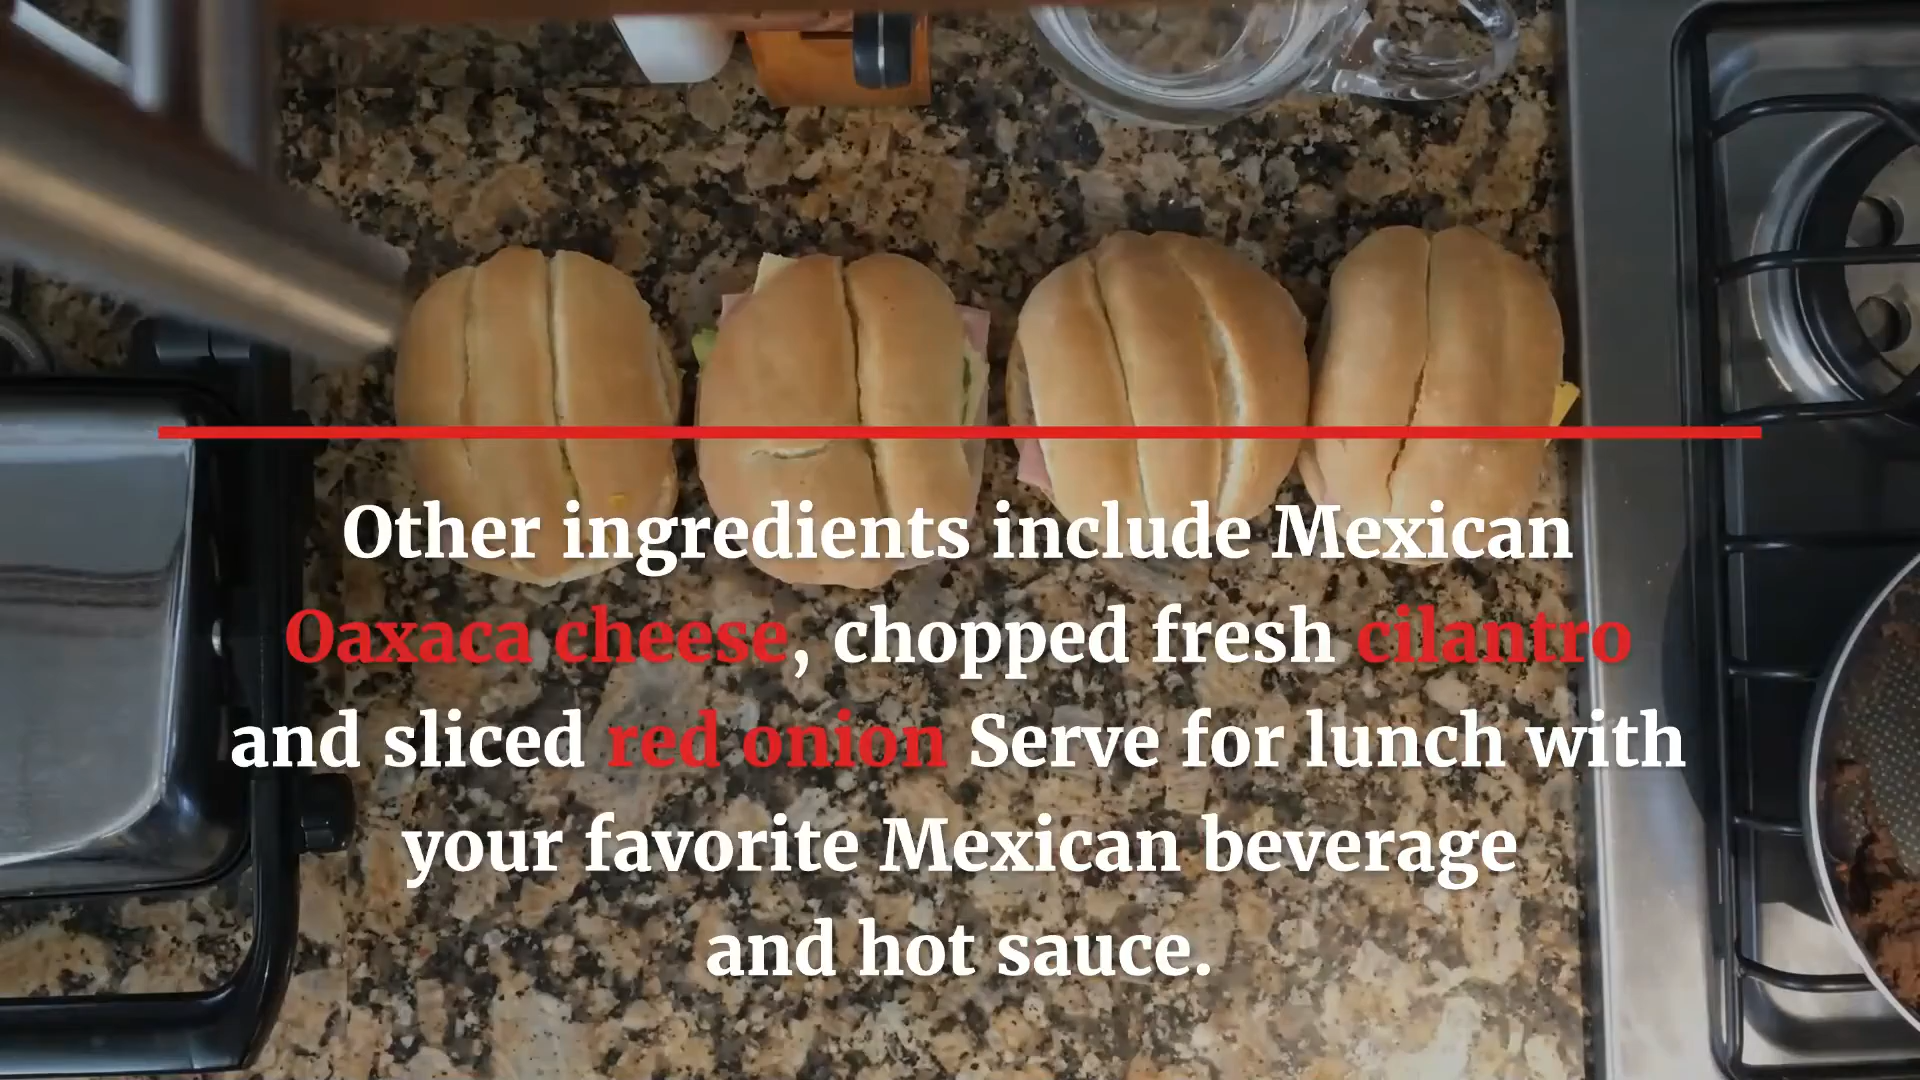 Other ingredients include Mexican
Oaxaca cheese, chopped fresh cilantro
and sliced red onion Serve for lunch with
your favorite Mexican beverage
and hot sauce.